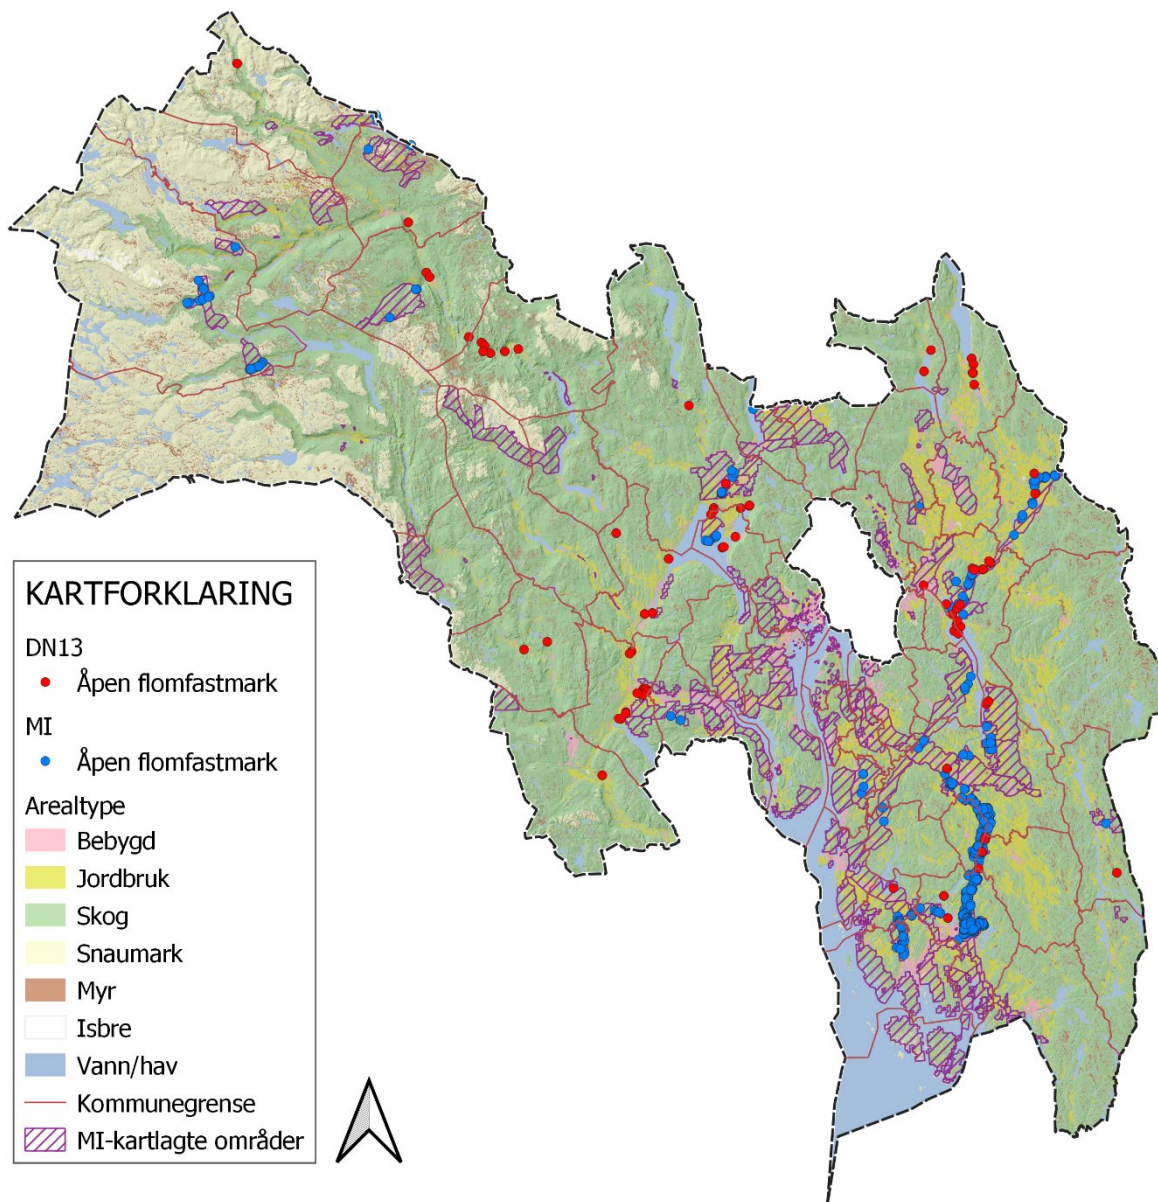 KARTFORKLARING
DN13
Åpen flomfastmark
MI
Åpen flomfastmark
Arealtype
Bebygd
Jordbruk
Skog
Snaumark
Myr
Isbre
Vann/hav
Kommunegrense
MI-kartlagte områder